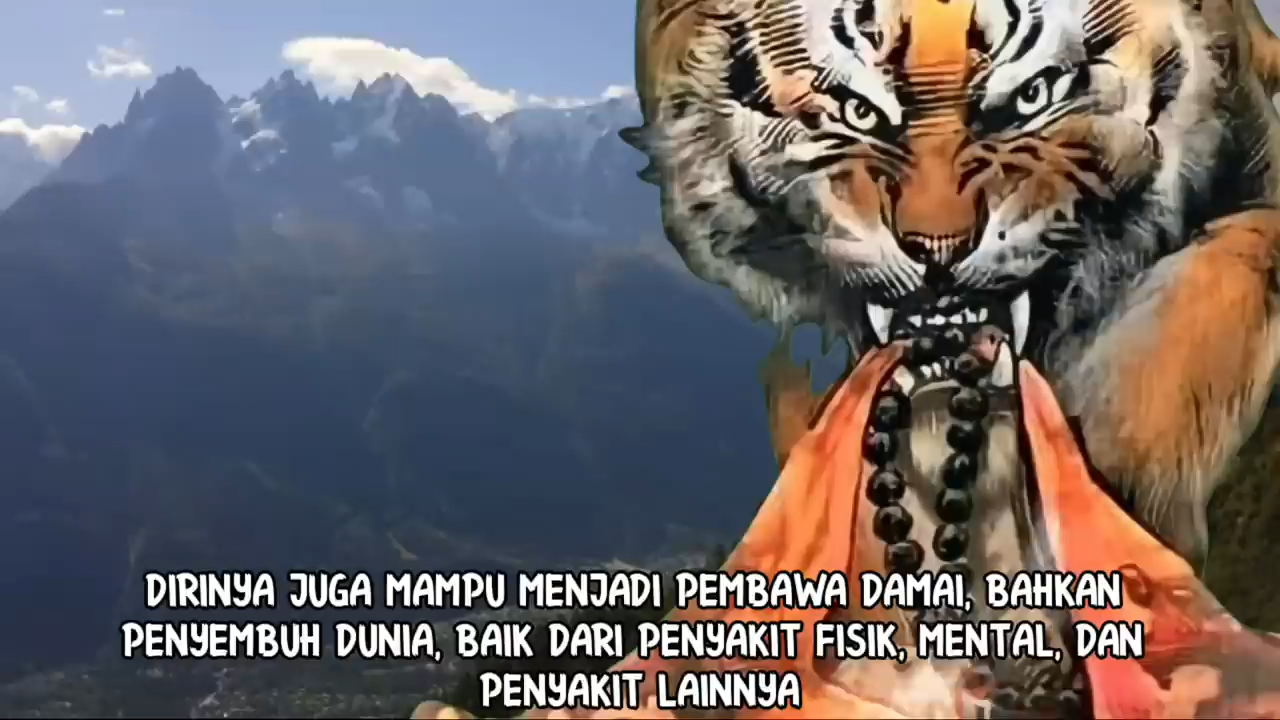 DIRINYA JUGA MAMPU MENJADI PEMBAWA DAMAI, BAHKAN
PENYEMBUH DUNIA, BAIK DARI PENYAKIT FISIK, MENTAL, DAN
PENYAKIT LAINNYA